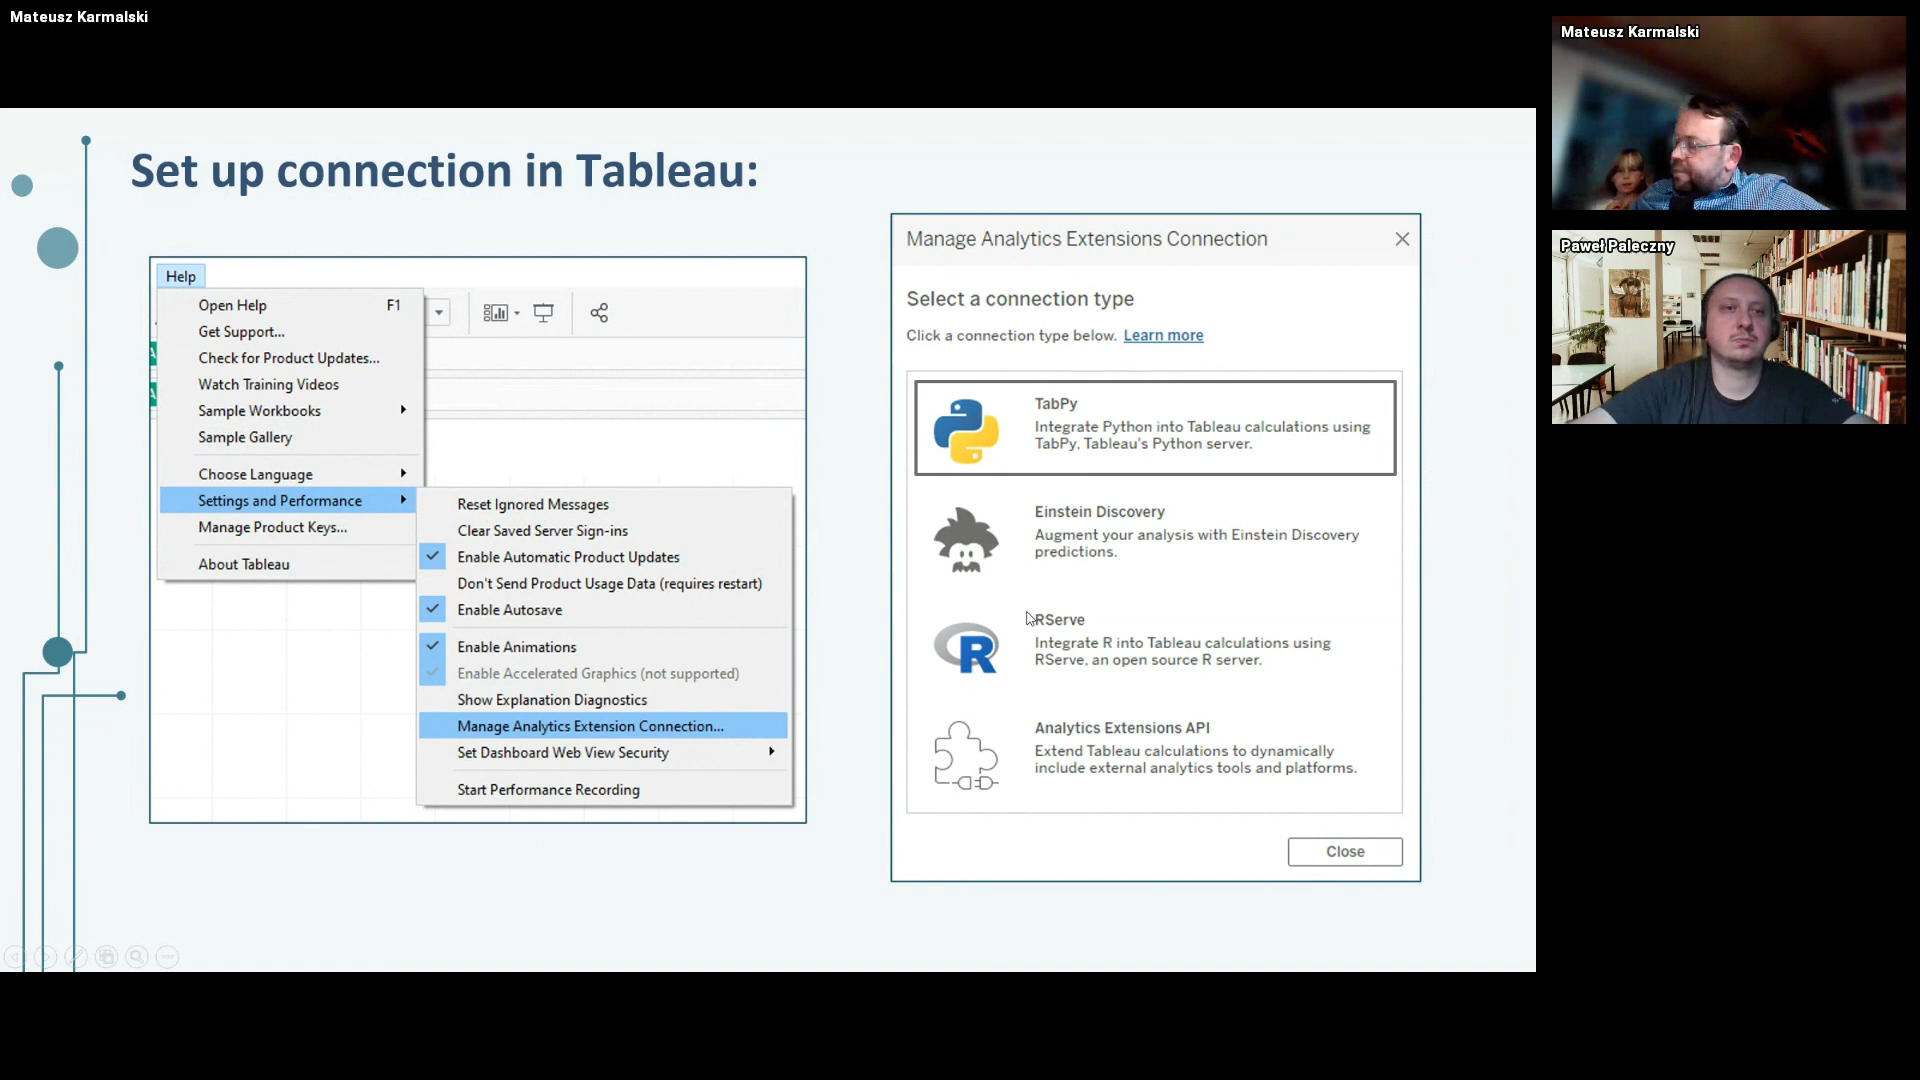 Mateusz Karmalski
Set up connection in Tableau:
Help
Open Help F1
Get Support...
Check for Product Updates...
Watch Training Videos
Sample Workbooks
Sample Gallery
Choose Language
Settings and Performance
Manage Product Keys...
About Tableau
Reset Ignored Messages
Clear Saved Server Sign-ins
Enable Automatic Product Updates
Don't Send Product Usage Data (requires restart)
Enable Autosave
Enable Animations
Enable Accelerated Graphics (not supported)
Show Explanation Diagnostics
Manage Analytics Extension Connection...
Set Dashboard Web View Security
Start Performance Recording
Manage Analytics Extensions Connection
Select a connection type
Click a connection type below. Learn more
TabPy
Integrate Python into Tableau calculations using
TabPy, Tableau's Python server.
Einstein Discovery
Augment your analysis with Einstein Discovery
predictions.
R
RServe
Integrate R into Tableau calculations using
RServe, an open source R server.
Analytics Extensions API
Extend Tableau calculations to dynamically
include external analytics tools and platforms.
Close
Mateusz Karmalski
Paweł Paleczny